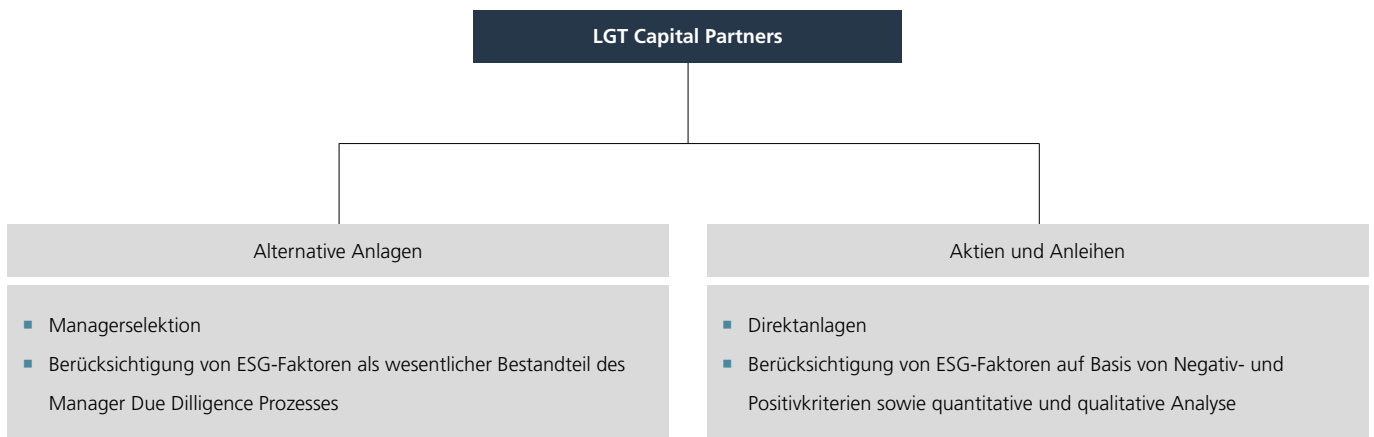 LGT Capital Partners
Alternative Anlagen
Managerselektion
Berücksichtigung von ESG-Faktoren als wesentlicher Bestandteil des
Manager Due Dilligence Prozesses
Aktien und Anleihen
Direktanlagen
Berücksichtigung von ESG-Faktoren auf Basis von Negativ- und
Positivkriterien sowie quantitative und qualitative Analyse